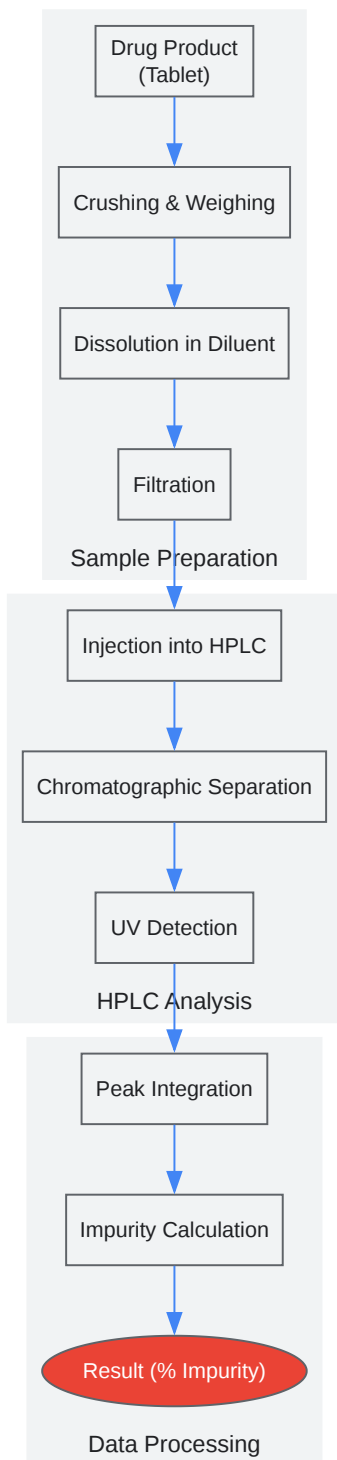 Drug Product
(Tablet)
Crushing & Weighing
Dissolution in Diluent
Filtration
Sample Preparation
Injection into HPLC
Chromatographic Separation
UV Detection
HPLC Analysis
Peak Integration
Impurity Calculation
Result (% Impurity)
Data Processing